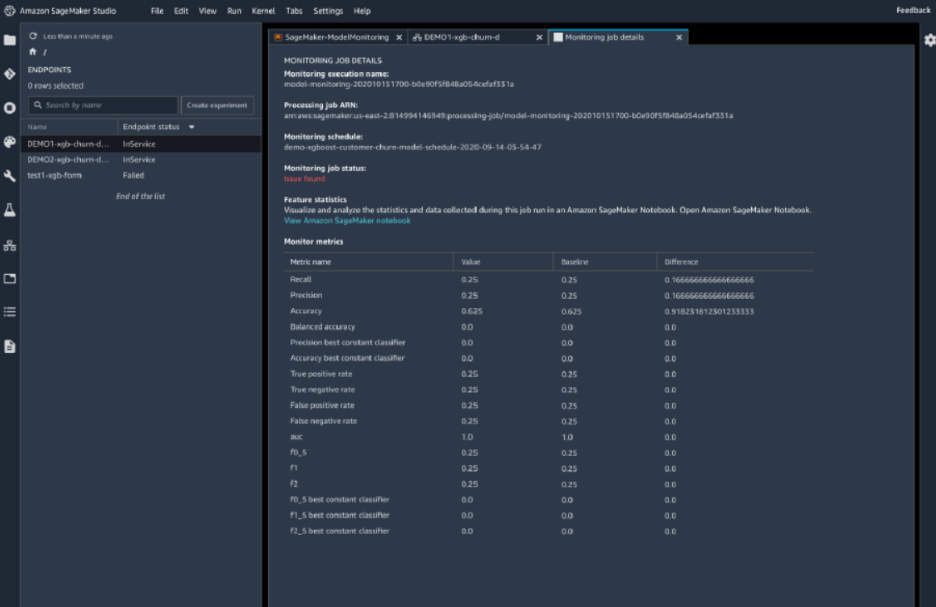 Amazon SageMaker Studio File Edit View Run Kernel Tabs Settings Help Feedback
Less than a minute ago
/
ENDPOINTS
0 rows selected
Search by name Create experiment
Name Endpoint status
DEMO1-xgb-churn-d... InService
DEMO2-xgb-churn-d... InService
test1-xgb-form Failed
End of the list
SageMaker-ModelMonitoring DEMO1-xgb-churn-d Monitoring job details
MONITORING JOB DETAILS
Monitoring execution name:
model-monitoring-202010151700-b0e90f5f848a054cefaf331a
Processing job ARN:
arn:aws:sagemaker:us-east-2:814994146949:processing-job/model-monitoring-202010151700-b0e90f5f848a054cefaf331a
Monitoring schedule:
demo-xgboost-customer-churn-model-schedule-2020-09-14-03-54-47
Monitoring job status:
Issue found
Feature statistics
Visualize and analyze the statistics and data collected during this job run in an Amazon SageMaker Notebook. Open Amazon SageMaker Notebook.
View Amazon SageMaker notebook
Monitor metrics
Metric name Value Baseline Difference
Recall 0.25 0.25 0.166666666666666666
Precision 0.25 0.25 0.166666666666666666
Accuracy 0.625 0.625 0.918231812301233333
Balanced accuracy 0.0 0.0 0.0
Precision best constant classifier 0.0 0.0 0.0
Accuracy best constant classifier 0.0 0.0 0.0
True positive rate 0.25 0.25 0.0
True negative rate 0.25 0.25 0.0
False positive rate 0.25 0.25 0.0
False negative rate 0.25 0.25 0.0
auc 1.0 1.0 0.0
f0_5 0.25 0.25 0.0
f1 0.25 0.25 0.0
f2 0.25 0.25 0.0
f0_5 best constant classifier 0.0 0.0 0.0
f1_5 best constant classifier 0.0 0.0 0.0
f2_5 best constant classifier 0.0 0.0 0.0